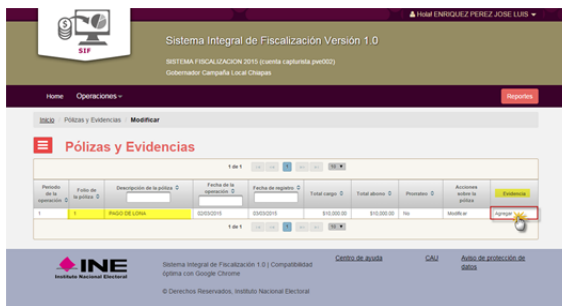 Hola! ENRIQUEZ PEREZ JOSE LUIS
SIF
Sistema Integral de Fiscalización Versión 1.0
SISTEMA FISCALIZACION 2015 (cuenta capturista pve002)
Gobernador Campaña Local Chiapas
Home Operaciones Reportes
Inicio / Pólizas y Evidencias / Modificar
Pólizas y Evidencias
1 de 1 1 10
Periodo de la operación Folio de la póliza Descripción de la póliza Fecha de la operación Fecha de registro Total cargo Total abono Prorrateo Acciones sobre la póliza Evidencia
1 1 PAGO DE LONA 02/03/2015 03/03/2015 $10,000.00 $10,000.00 No Modificar Agregar
1 de 1 1 10
INE
Instituto Nacional Electoral
Sistema Integral de Fiscalización 1.0 | Compatibilidad
óptima con Google Chrome
© Derechos Reservados, Instituto Nacional Electoral
Centro de ayuda CAU Aviso de protección de
datos